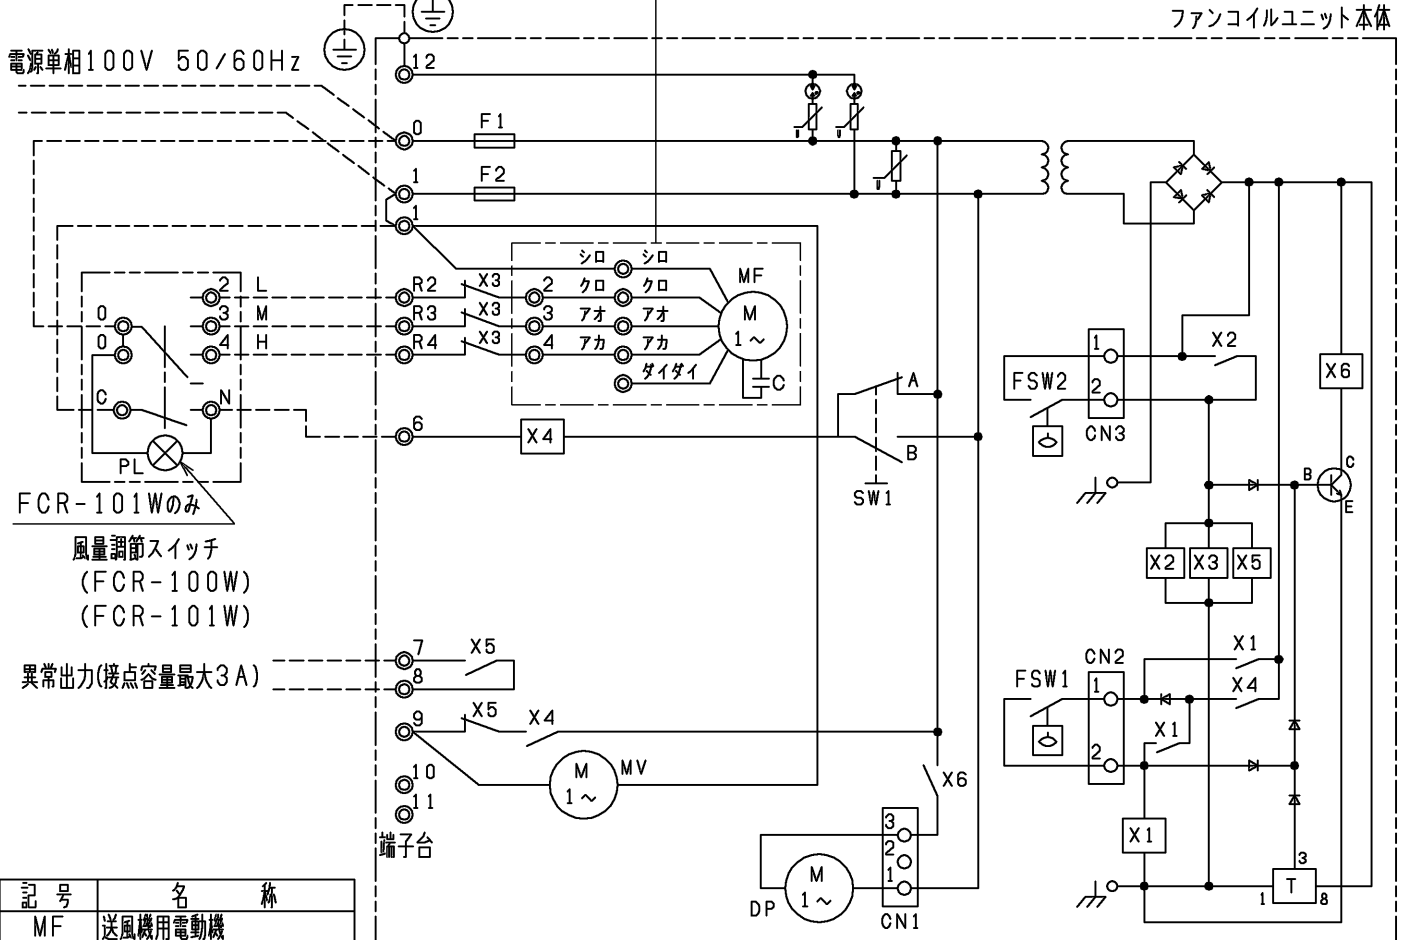 ファンコイルユニット本体
電源単相100V 50/60Hz
12
0
F1
1
F2
1
シロ シロ
MF
2 L
R2 X3 2 クロ クロ
0 3 M
R3 X3 3 アオ アオ
M
1～
0 4 H
R4 X3 4 アカ アカ
ダイダイ
C
1
X2
FSW2
2
CN3
X6
A
C N
6
X4
B
SW1
PL
B
C
E
FCR-101Wのみ
風量調節スイッチ
(FCR-100W)
(FCR-101W)
X2 X3 X5
7 X5
8
異常出力(接点容量最大3A)
X1
CN2
FSW1 1
X4
9 X5 X4
X1
2
10
M
1～
MV
11
X6
端子台
3
2
1
X1
M
1～
DP
CN1
3
T
1 8
記号 名称
MF 送風機用電動機